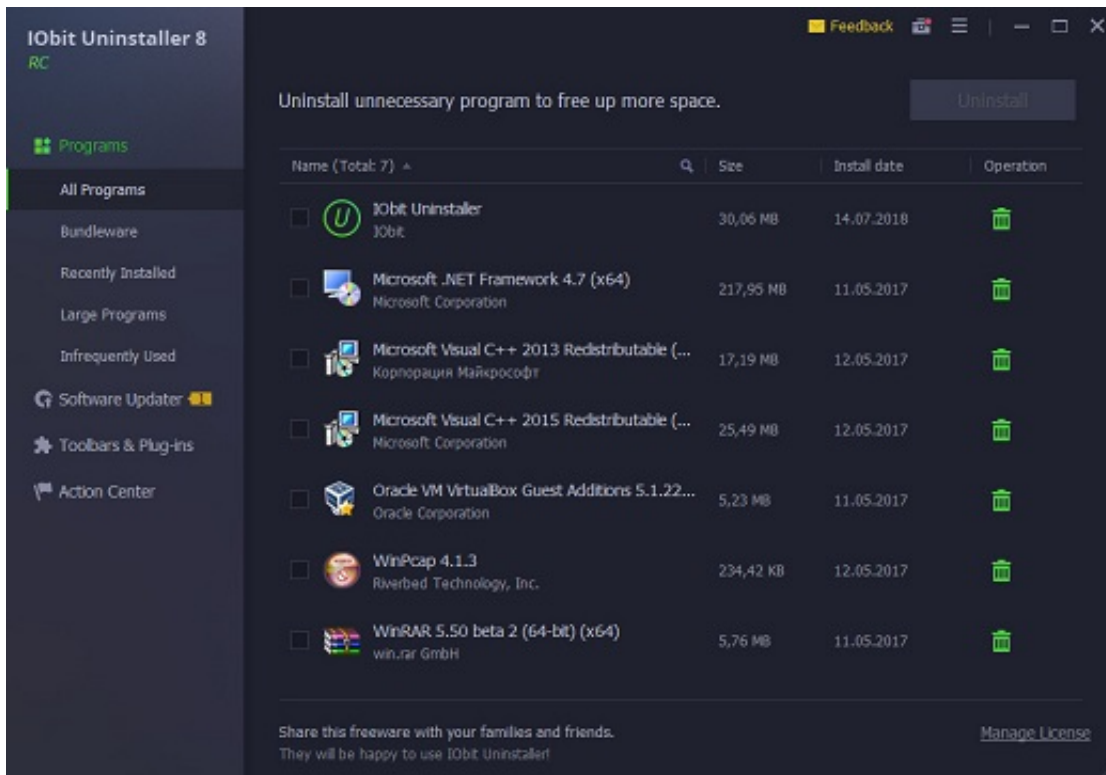 IObit Uninstaller 8
RC
Feedback
Uninstall unnecessary program to free up more space.
Uninstall
Programs
All Programs
Bundleware
Recently Installed
Large Programs
Infrequently Used
Software Updater 1
Toolbars & Plug-ins
Action Center
Name (Total: 7) Size Install date Operation
IObit Uninstaller 30,06 MB 14.07.2018
IObit
Microsoft .NET Framework 4.7 (x64) 217,95 MB 11.05.2017
Microsoft Corporation
Microsoft Visual C++ 2013 Redistributable (... 17,19 MB 12.05.2017
Корпорация Майкрософт
Microsoft Visual C++ 2015 Redistributable (... 25,49 MB 12.05.2017
Microsoft Corporation
Oracle VM VirtualBox Guest Additions 5.1.22... 5,23 MB 11.05.2017
Oracle Corporation
WinPcap 4.1.3 234,42 KB 12.05.2017
Riverbed Technology, Inc.
WinRAR 5.50 beta 2 (64-bit) (x64) 5,76 MB 11.05.2017
win.rar GmbH
Share this freeware with your families and friends.
They will be happy to use IObit Uninstaller!
Manage License